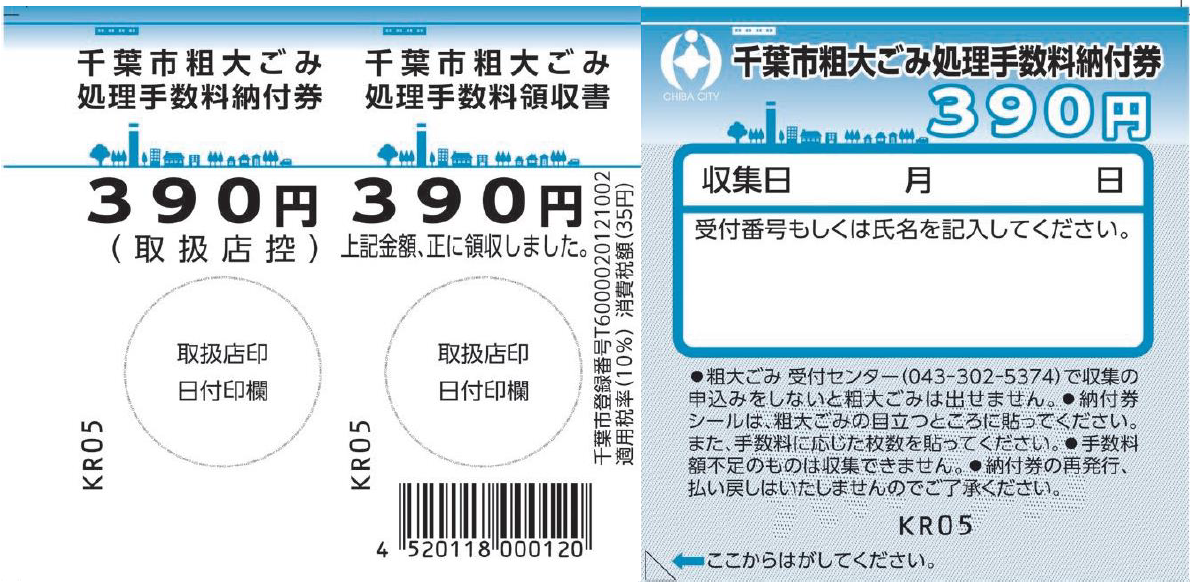 千葉市粗大ごみ
処理手数料納付券
390円
(取扱店控)
取扱店印
日付印欄
KR05
千葉市粗大ごみ
処理手数料領収書
390円
上記金額、正に領収しました。
取扱店印
日付印欄
KR05
千葉市登録番号T6000020121002
適用税率(10%) 消費税額(35円)
4 520118 000120
CHIBA CITY
千葉市粗大ごみ処理手数料納付券
390円
収集日 月 日
受付番号もしくは氏名を記入してください。
●粗大ごみ 受付センター(043-302-5374)で収集の
申込みをしないと粗大ごみは出せません。●納付券
シールは、粗大ごみの目立つところに貼ってください。
また、手数料に応じた枚数を貼ってください。●手数料
額不足のものは収集できません。●納付券の再発行、
払い戻しはいたしませんのでご了承ください。
KR05
ここからはがしてください。